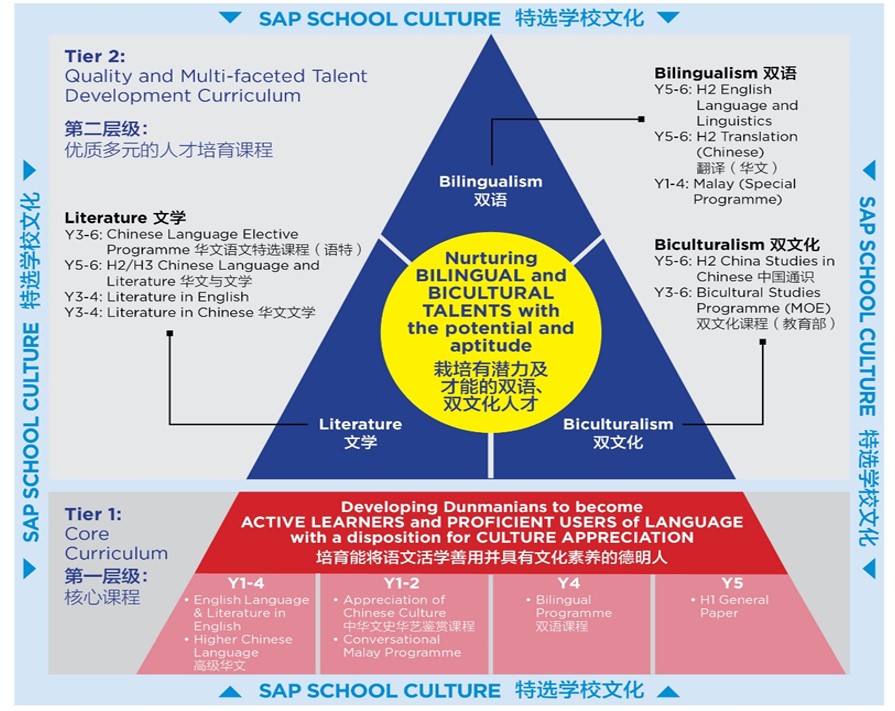 SAP SCHOOL CULTURE 特选学校文化
Tier 2:
Quality and Multi-faceted Talent
Development Curriculum
第二层级：
优质多元的人才培育课程
Bilingualism 双语
Y5-6: H2 English
Language and
Linguistics
Y5-6: H2 Translation
(Chinese)
翻译（华文）
Y1-4: Malay (Special
Programme)
Bilingualism
双语
Literature 文学
Y3-6: Chinese Language Elective
Programme 华文语文特选课程（语特）
Y5-6: H2/H3 Chinese Language and
Literature 华文与文学
Y3-4: Literature in English
Y3-4: Literature in Chinese 华文文学
Biculturalism 双文化
Y5-6: H2 China Studies in
Chinese 中国通识
Y3-6: Bicultural Studies
Programme (MOE)
双文化课程（教育部）
Nurturing
BILINGUAL and
BICULTURAL
TALENTS with
the potential and
aptitude
栽培有潜力及
才能的双语、
双文化人才
Literature
文学
Biculturalism
双文化
SAP SCHOOL CULTURE 特选学校文化
SAP SCHOOL CULTURE 特选学校文化
Tier 1:
Core
Curriculum
第一层级：
核心课程
Developing Dunmanians to become
ACTIVE LEARNERS and PROFICIENT USERS of LANGUAGE
with a disposition for CULTURE APPRECIATION
培育能将语文活学善用并具有文化素养的德明人
Y1-4
• English Language
& Literature in
English
• Higher Chinese
Language
高级华文
Y1-2
• Appreciation of
Chinese Culture
中华文史华艺鉴赏课程
• Conversational
Malay Programme
Y4
• Bilingual
Programme
双语课程
Y5
• H1 General
Paper
SAP SCHOOL CULTURE 特选学校文化